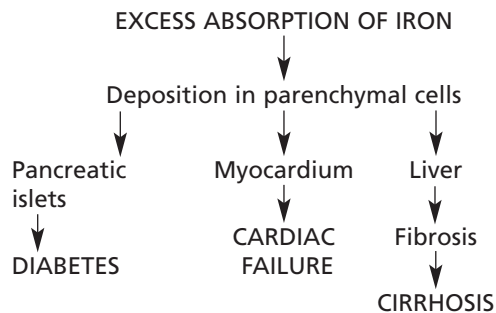 EXCESS ABSORPTION OF IRON
Deposition in parenchymal cells
Pancreatic
islets
DIABETES
Myocardium
CARDIAC
FAILURE
Liver
Fibrosis
CIRRHOSIS